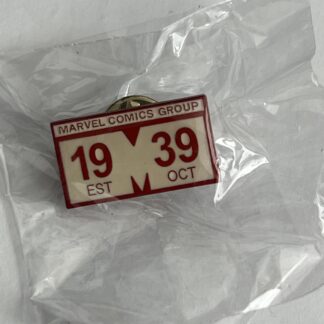 MARVEL COMICS GROUP
19 M 39
EST OCT